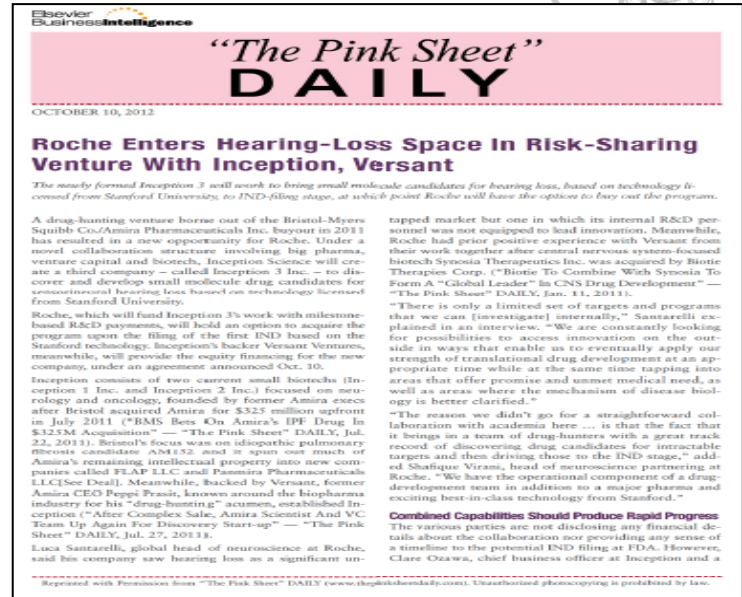 Elsevier
BusinessIntelligence
"The Pink Sheet"
DAILY
OCTOBER 10, 2012
Roche Enters Hearing-Loss Space In Risk-Sharing
Venture With Inception, Versant
The newly formed Inception 3 will work to bring small molecule candidates for hearing loss, based on technology li-
censed from Stanford University, to IND-filing stage, at which point Roche will have the option to buy out the program.
A drug-hunting venture borne out of the Bristol-Myers
Squibb Co./Amira Pharmaceuticals Inc. buyout in 2011
has resulted in a new opportunity for Roche. Under a
novel collaboration structure involving big pharma,
venture capital and biotech, Inception Science will cre-
ate a third company – called Inception 3 Inc. – to dis-
cover and develop small molecule drug candidates for
sensorineural hearing loss based on technology licensed
from Stanford University.
Roche, which will fund Inception 3's work with milestone-
based R&D payments, will hold an option to acquire the
program upon the filing of the first IND based on the
Stanford technology. Inception's backer Versant Ventures,
meanwhile, will provide the equity financing for the new
company, under an agreement announced Oct. 10.
Inception consists of two current small biotechs (In-
ception 1 Inc. and Inception 2 Inc.) focused on neu-
rology and oncology, founded by former Amira execs
after Bristol acquired Amira for $325 million upfront
in July 2011 ("BMS Bets On Amira's IPF Drug In
$325M Acquisition" — "The Pink Sheet" DAILY, Jul.
22, 2011). Bristol's focus was on idiopathic pulmonary
fibrosis candidate AM152 and it spun out much of
Amira's remaining intellectual property into new com-
panies called FLAP LLC and Panmira Pharmaceuticals
LLC[See Deal]. Meanwhile, backed by Versant, former
Amira CEO Peppi Prasit, known around the biopharma
industry for his "drug-hunting" acumen, established In-
ception ("After Complex Sale, Amira Scientist And VC
Team Up Again For Discovery Start-up" — "The Pink
Sheet" DAILY, Jul. 27, 2011).
Luca Santarelli, global head of neuroscience at Roche,
said his company saw hearing loss as a significant un-
tapped market but one in which its internal R&D per-
sonnel was not equipped to lead innovation. Meanwhile,
Roche had prior positive experience with Versant from
their work together after central nervous system-focused
biotech Synosia Therapeutics Inc. was acquired by Biotie
Therapies Corp. ("Biotie To Combine With Synosia To
Form A "Global Leader" In CNS Drug Development" —
"The Pink Sheet" DAILY, Jan. 11, 2011).
"There is only a limited set of targets and programs
that we can [investigate] internally," Santarelli ex-
plained in an interview. "We are constantly looking
for possibilities to access innovation on the out-
side in ways that enable us to eventually apply our
strength of translational drug development at an ap-
propriate time while at the same time tapping into
areas that offer promise and unmet medical need, as
well as areas where the mechanism of disease biol-
ogy is better clarified."
"The reason we didn't go for a straightforward col-
laboration with academia here ... is that the fact that
it brings in a team of drug-hunters with a great track
record of discovering drug candidates for intractable
targets and then driving those to the IND stage," add-
ed Shafique Virani, head of neuroscience partnering at
Roche. "We have the operational component of a drug-
development team in addition to a major pharma and
exciting best-in-class technology from Stanford."
Combined Capabilities Should Produce Rapid Progress
The various parties are not disclosing any financial de-
tails about the collaboration nor providing any sense of
a timeline to the potential IND filing at FDA. However,
Clare Ozawa, chief business officer at Inception and a
Reprinted with Permission from "The Pink Sheet" DAILY (www.thepinksheetdaily.com). Unauthorized photocopying is prohibited by law.